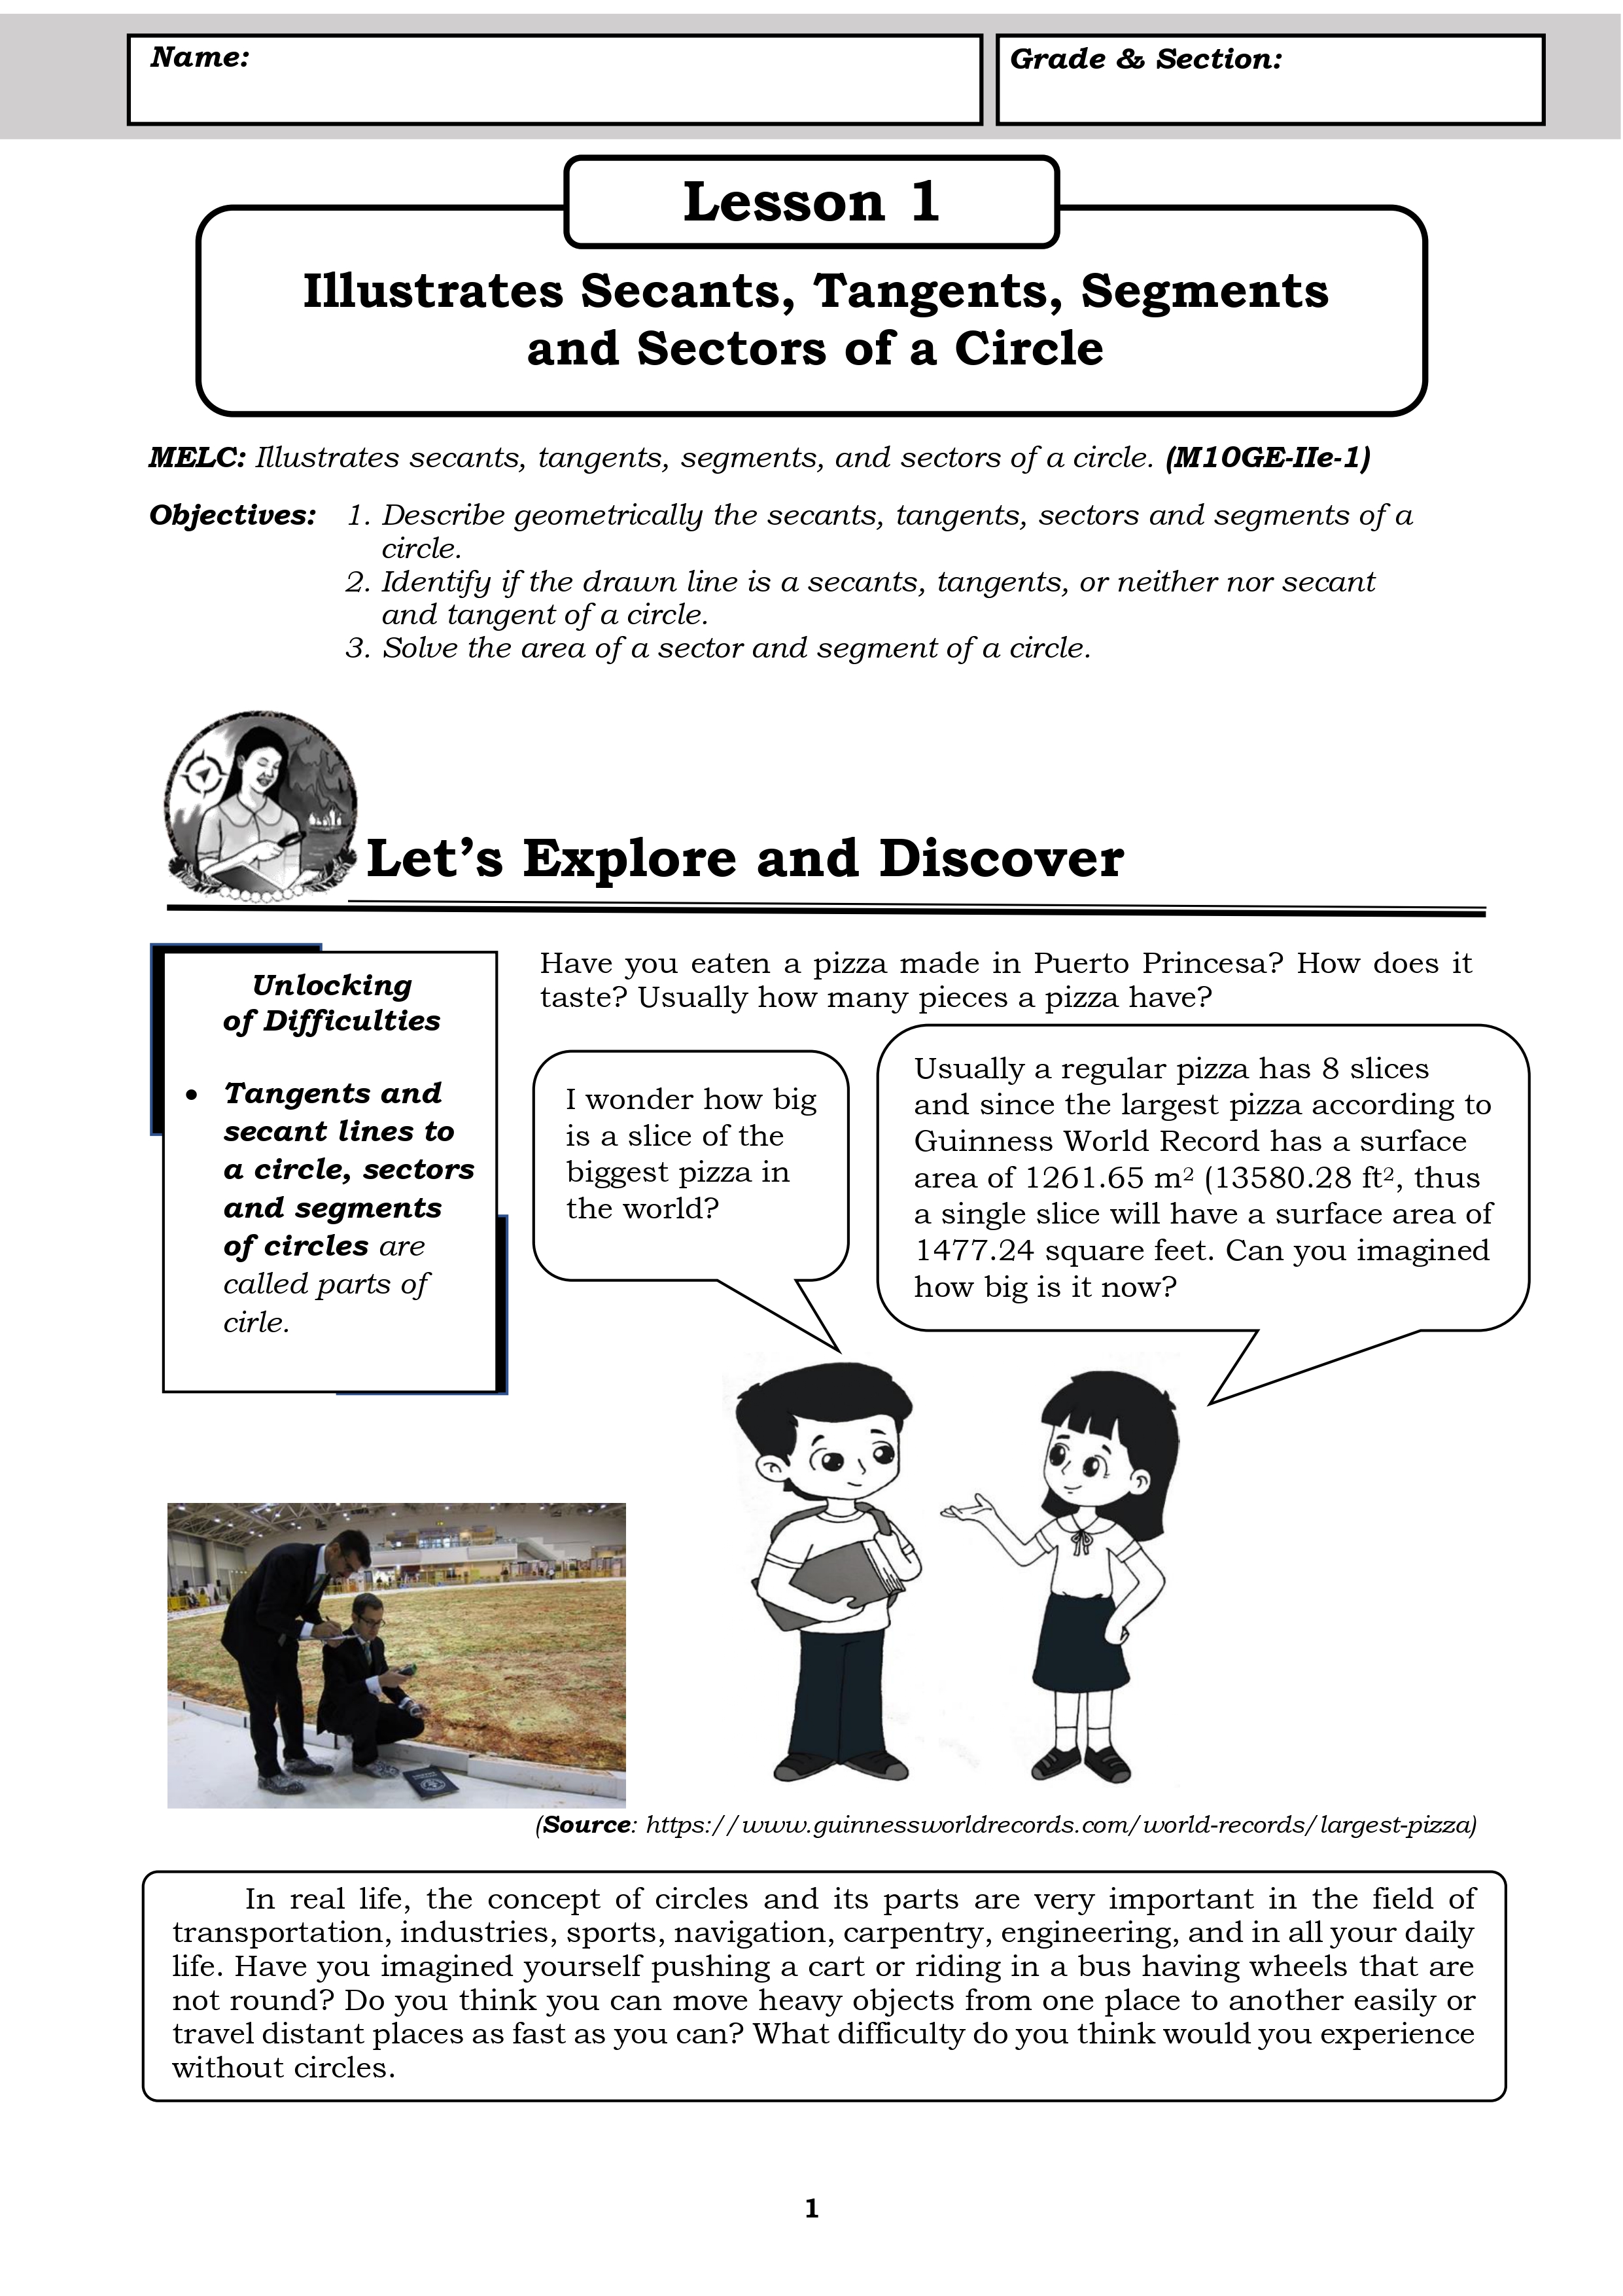 Name:
Grade & Section:
Lesson 1
Illustrates Secants, Tangents, Segments
and Sectors of a Circle
MELC: Illustrates secants, tangents, segments, and sectors of a circle. (M10GE-IIe-1)
Objectives: 1. Describe geometrically the secants, tangents, sectors and segments of a
circle.
2. Identify if the drawn line is a secants, tangents, or neither nor secant
and tangent of a circle.
3. Solve the area of a sector and segment of a circle.
Let's Explore and Discover
Unlocking
of Difficulties
• Tangents and
secant lines to
a circle, sectors
and segments
of circles are
called parts of
cirle.
Have you eaten a pizza made in Puerto Princesa? How does it
taste? Usually how many pieces a pizza have?
I wonder how big
is a slice of the
biggest pizza in
the world?
Usually a regular pizza has 8 slices
and since the largest pizza according to
Guinness World Record has a surface
area of 1261.65 m² (13580.28 ft², thus
a single slice will have a surface area of
1477.24 square feet. Can you imagined
how big is it now?
(Source: https://www.guinnessworldrecords.com/world-records/largest-pizza)
In real life, the concept of circles and its parts are very important in the field of
transportation, industries, sports, navigation, carpentry, engineering, and in all your daily
life. Have you imagined yourself pushing a cart or riding in a bus having wheels that are
not round? Do you think you can move heavy objects from one place to another easily or
travel distant places as fast as you can? What difficulty do you think would you experience
without circles.
1